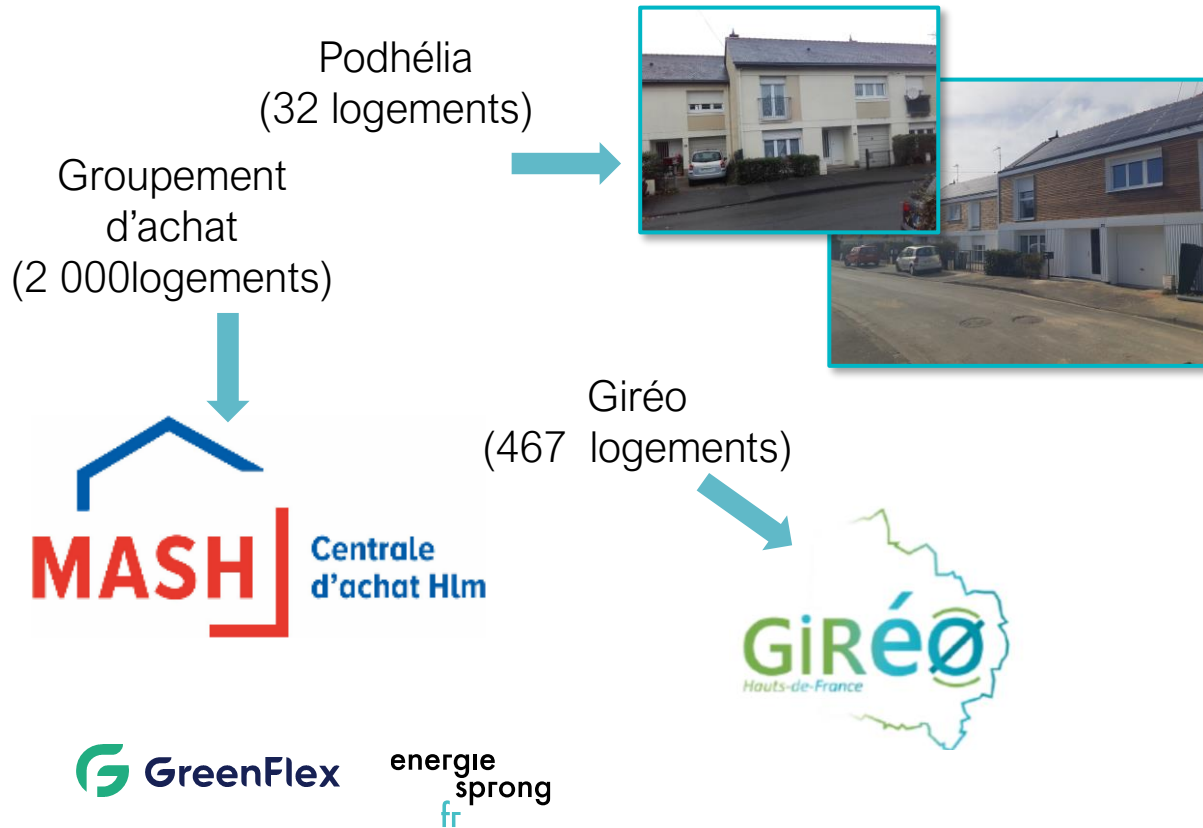 Podhélia
(32 logements)
Groupement
d'achat
(2 000logements)
Giréo
(467 logements)
MASH
Centrale
d'achat Hlm
GiRéO
Hauts-de-France
GreenFlex
energie
sprong
fr